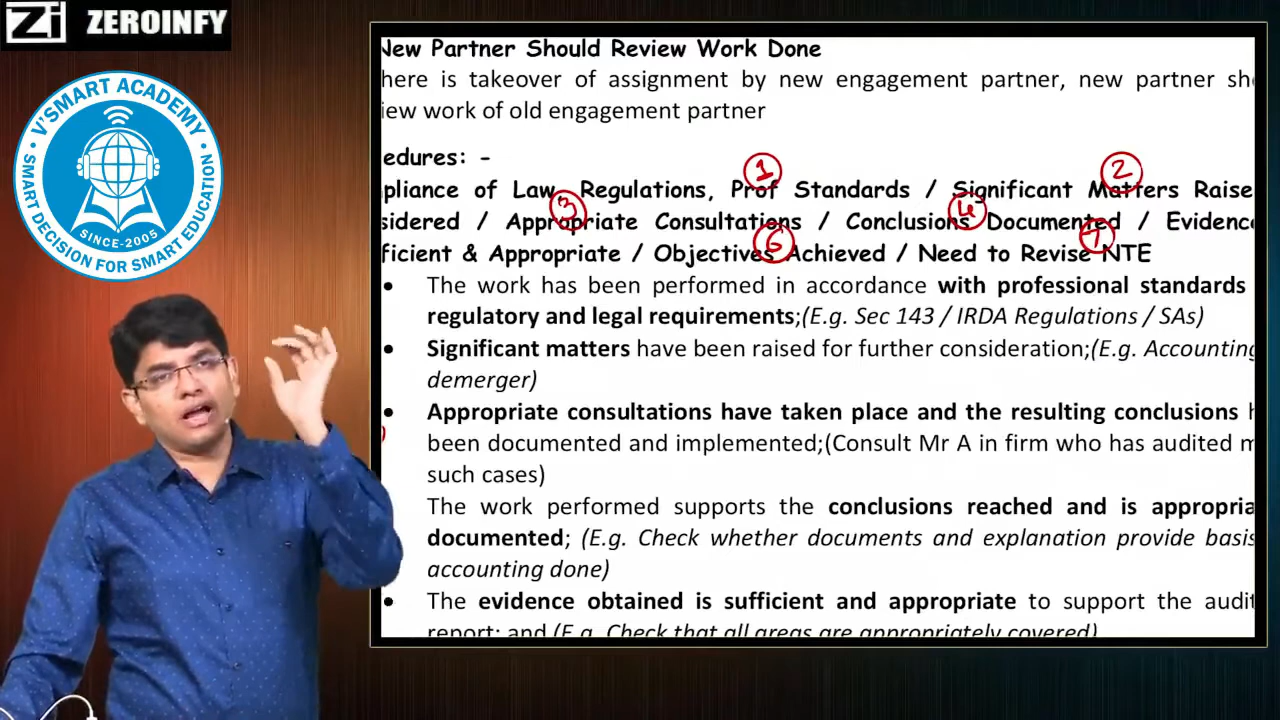 Zi ZEROINFY
V'SMART ACADEMY
SMART DECISION FOR SMART EDUCATION
SINCE-2005
New Partner Should Review Work Done
here is takeover of assignment by new engagement partner, new partner sho
iew work of old engagement partner
edures: -
1
2
pliance of Law, Regulations, Prof Standards / Significant Matters Raise
3
4
sidered / Appropriate Consultations / Conclusions Documented / Evidence
6
7
ficient & Appropriate / Objectives Achieved / Need to Revise NTE
• The work has been performed in accordance with professional standards
regulatory and legal requirements;(E.g. Sec 143 / IRDA Regulations / SAs)
• Significant matters have been raised for further consideration;(E.g. Accounting
demerger)
• Appropriate consultations have taken place and the resulting conclusions h
been documented and implemented;(Consult Mr A in firm who has audited m
such cases)
The work performed supports the conclusions reached and is appropria
documented; (E.g. Check whether documents and explanation provide basis
accounting done)
• The evidence obtained is sufficient and appropriate to support the audit
report; and (E.g. Check that all areas are appropriately covered)